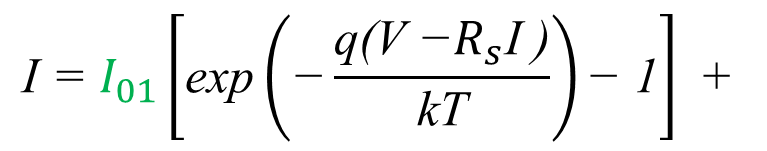 I = I₀₁ [exp (− q(V − RₛI) / kT) − 1] +